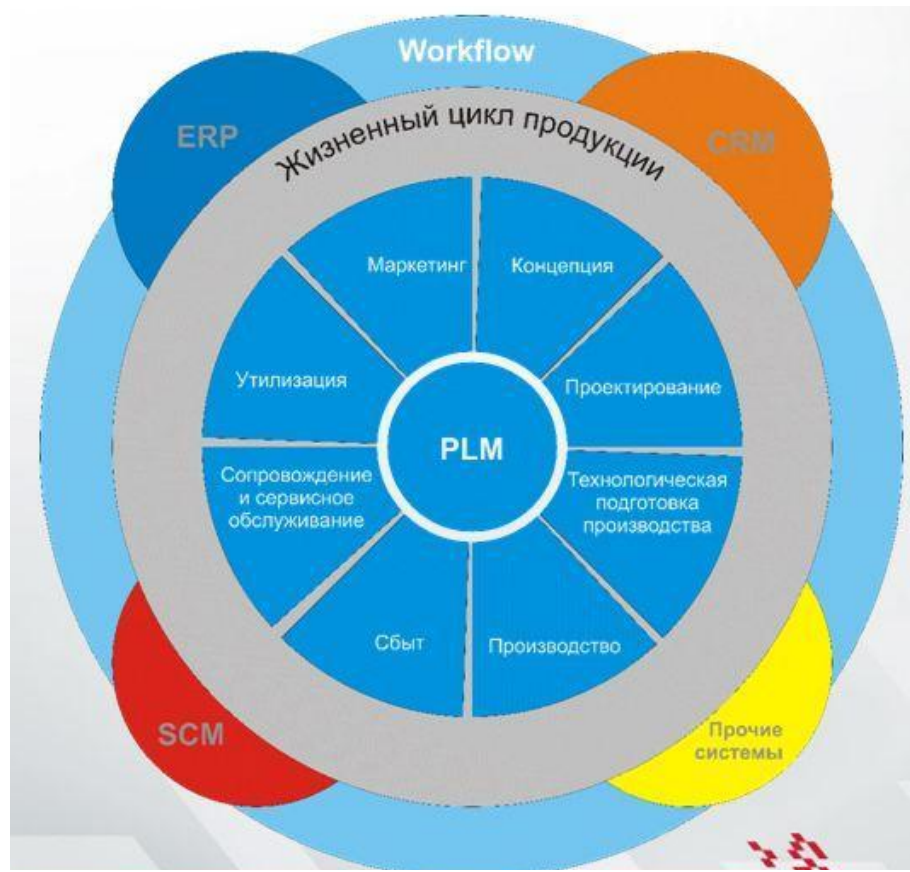 Workflow
ERP
CRM
Жизненный цикл продукции
Маркетинг
Концепция
Утилизация
Проектирование
PLM
Сопровождение
и сервисное
обслуживание
Технологическая
подготовка
производства
Сбыт
Производство
SCM
Прочие
системы